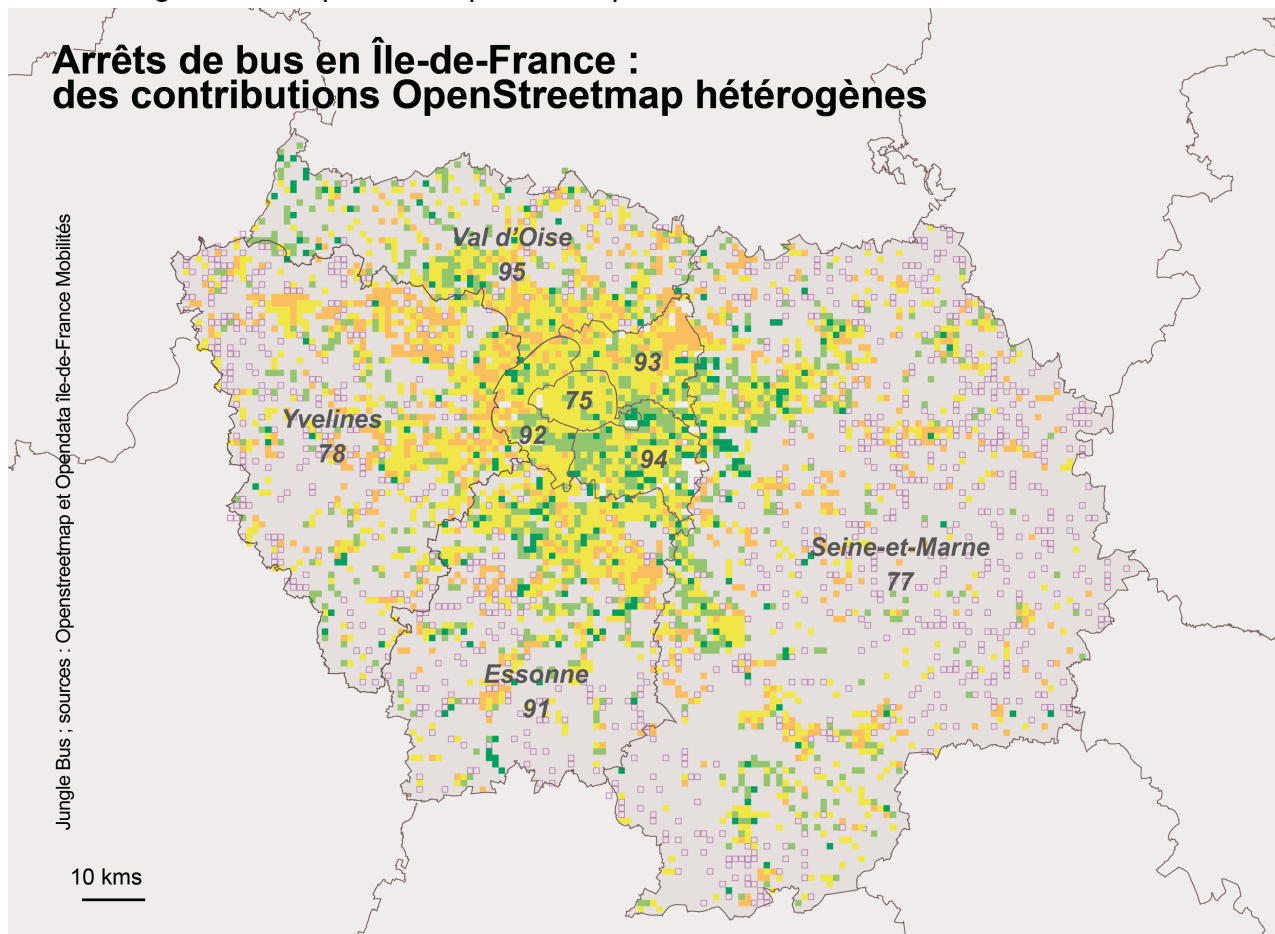 Arrêts de bus en Île-de-France :
des contributions OpenStreetmap hétérogènes
Jungle Bus ; sources : Openstreetmap et Opendata île-de-France Mobilités
Val d'Oise
95
93
75
Yvelines
78
92
94
Seine-et-Marne
77
Essonne
91
10 kms